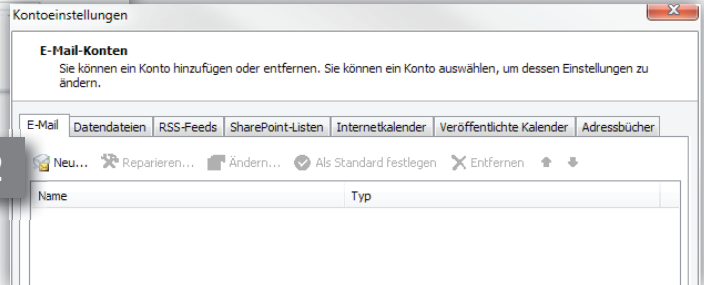 Kontoeinstellungen
E-Mail-Konten
Sie können ein Konto hinzufügen oder entfernen. Sie können ein Konto auswählen, um dessen Einstellungen zu
ändern.
E-Mail Datendateien RSS-Feeds SharePoint-Listen Internetkalender Veröffentlichte Kalender Adressbücher
2 Neu... Reparieren... Ändern... Als Standard festlegen Entfernen
Name Typ